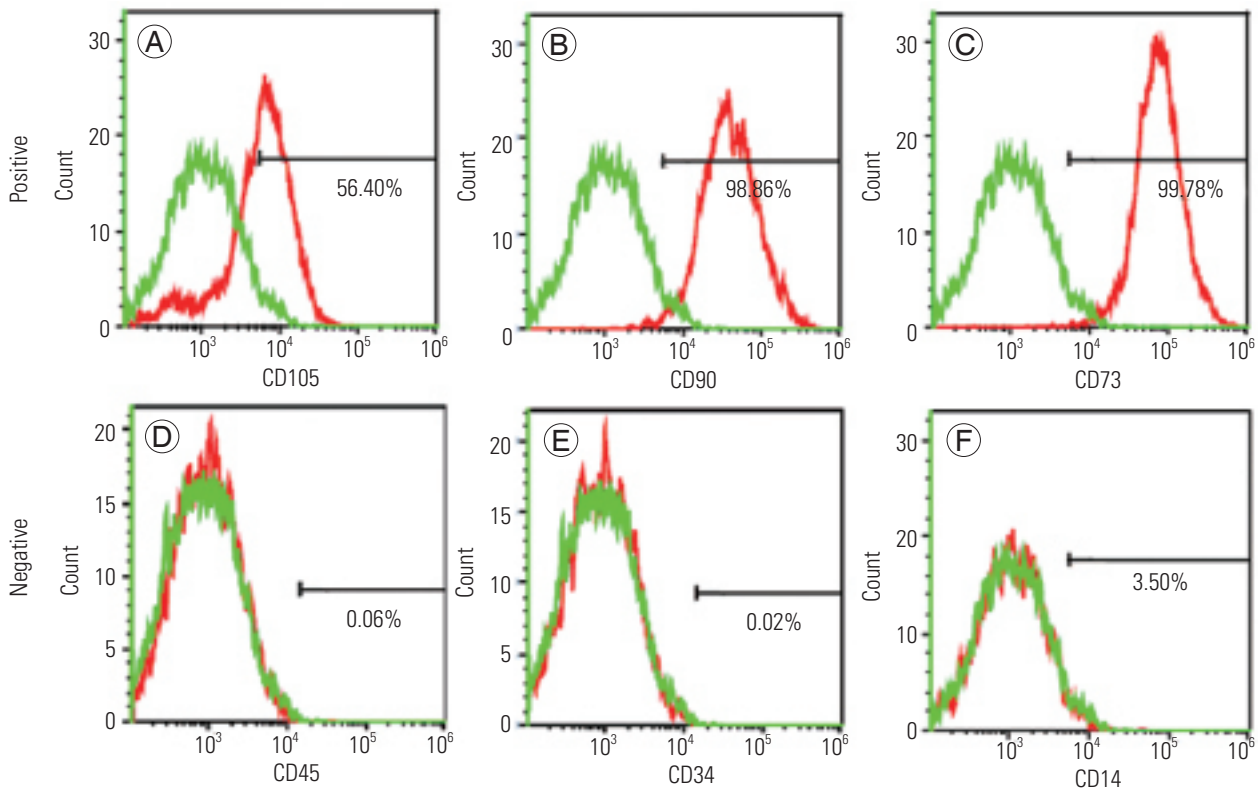 Positive
A
Count
30
20
10
0
56.40%
10³ 10⁴ 10⁵ 10⁶
CD105
B
Count
30
20
10
0
98.86%
10³ 10⁴ 10⁵ 10⁶
CD90
C
Count
30
20
10
0
99.78%
10³ 10⁴ 10⁵ 10⁶
CD73
Negative
D
Count
20
15
10
5
0
0.06%
10³ 10⁴ 10⁵ 10⁶
CD45
E
Count
20
15
10
5
0
0.02%
10³ 10⁴ 10⁵ 10⁶
CD34
F
Count
30
20
10
0
3.50%
10³ 10⁴ 10⁵ 10⁶
CD14